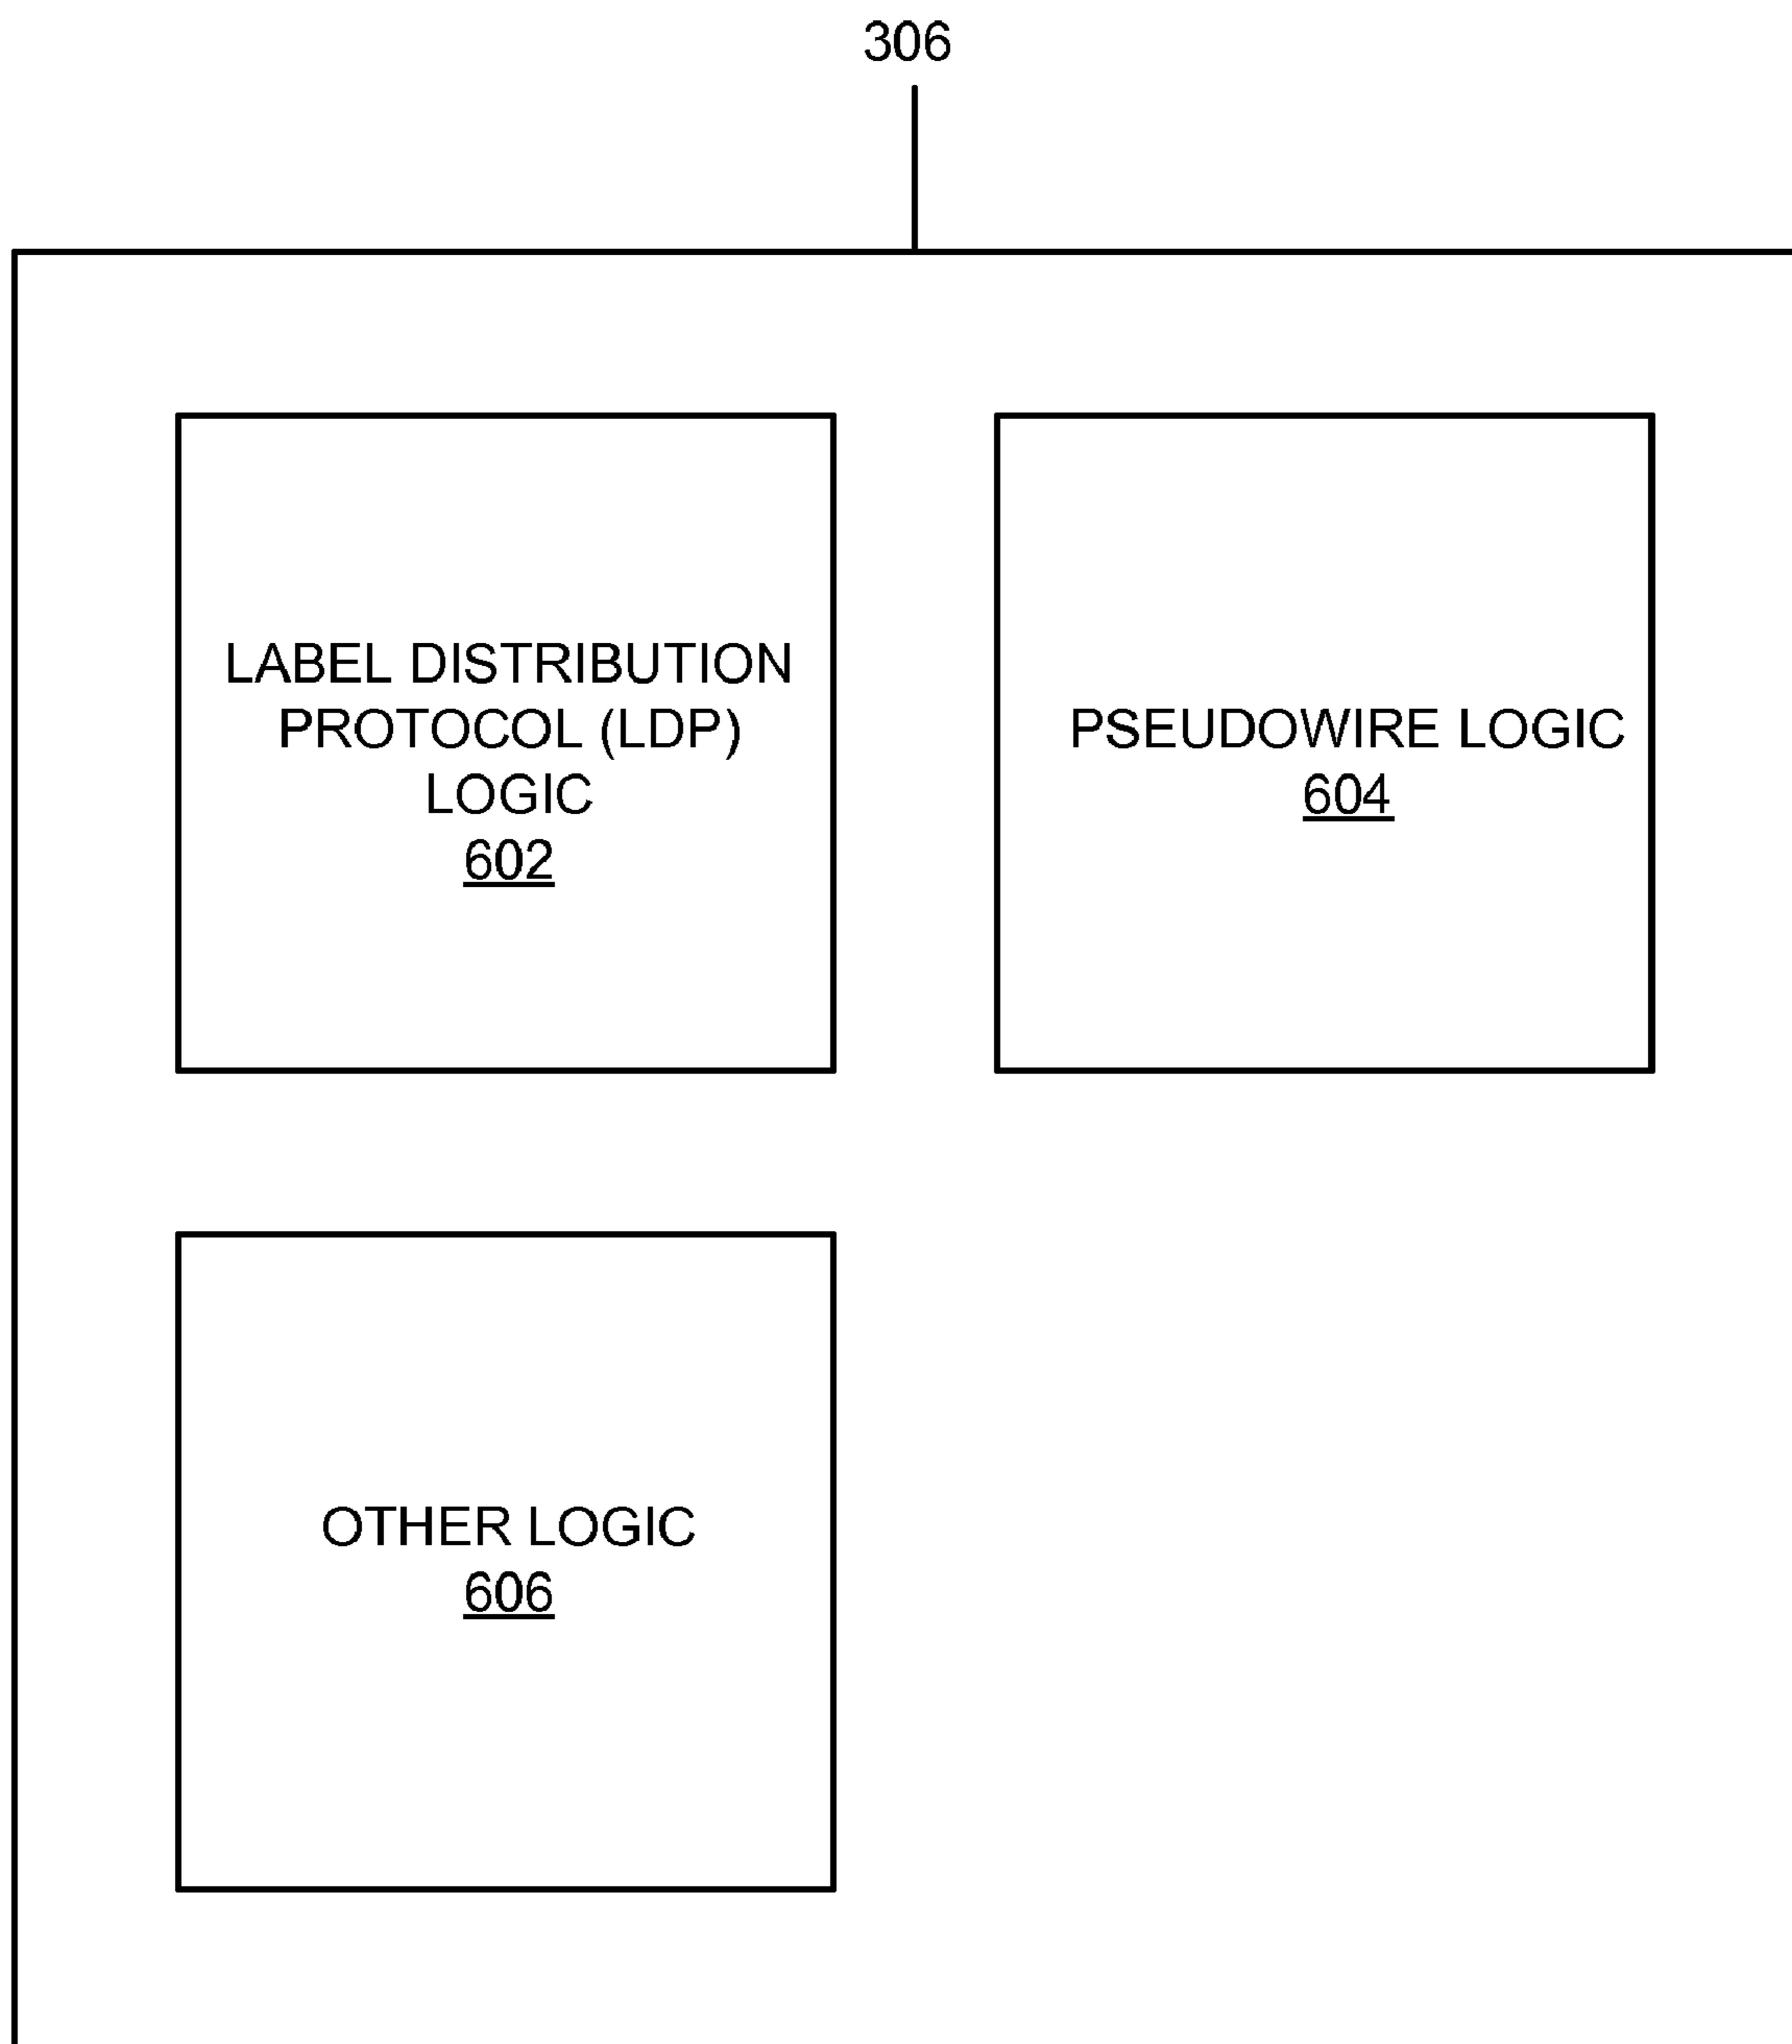 306
LABEL DISTRIBUTION
PROTOCOL (LDP)
LOGIC
602
PSEUDOWIRE LOGIC
604
OTHER LOGIC
606